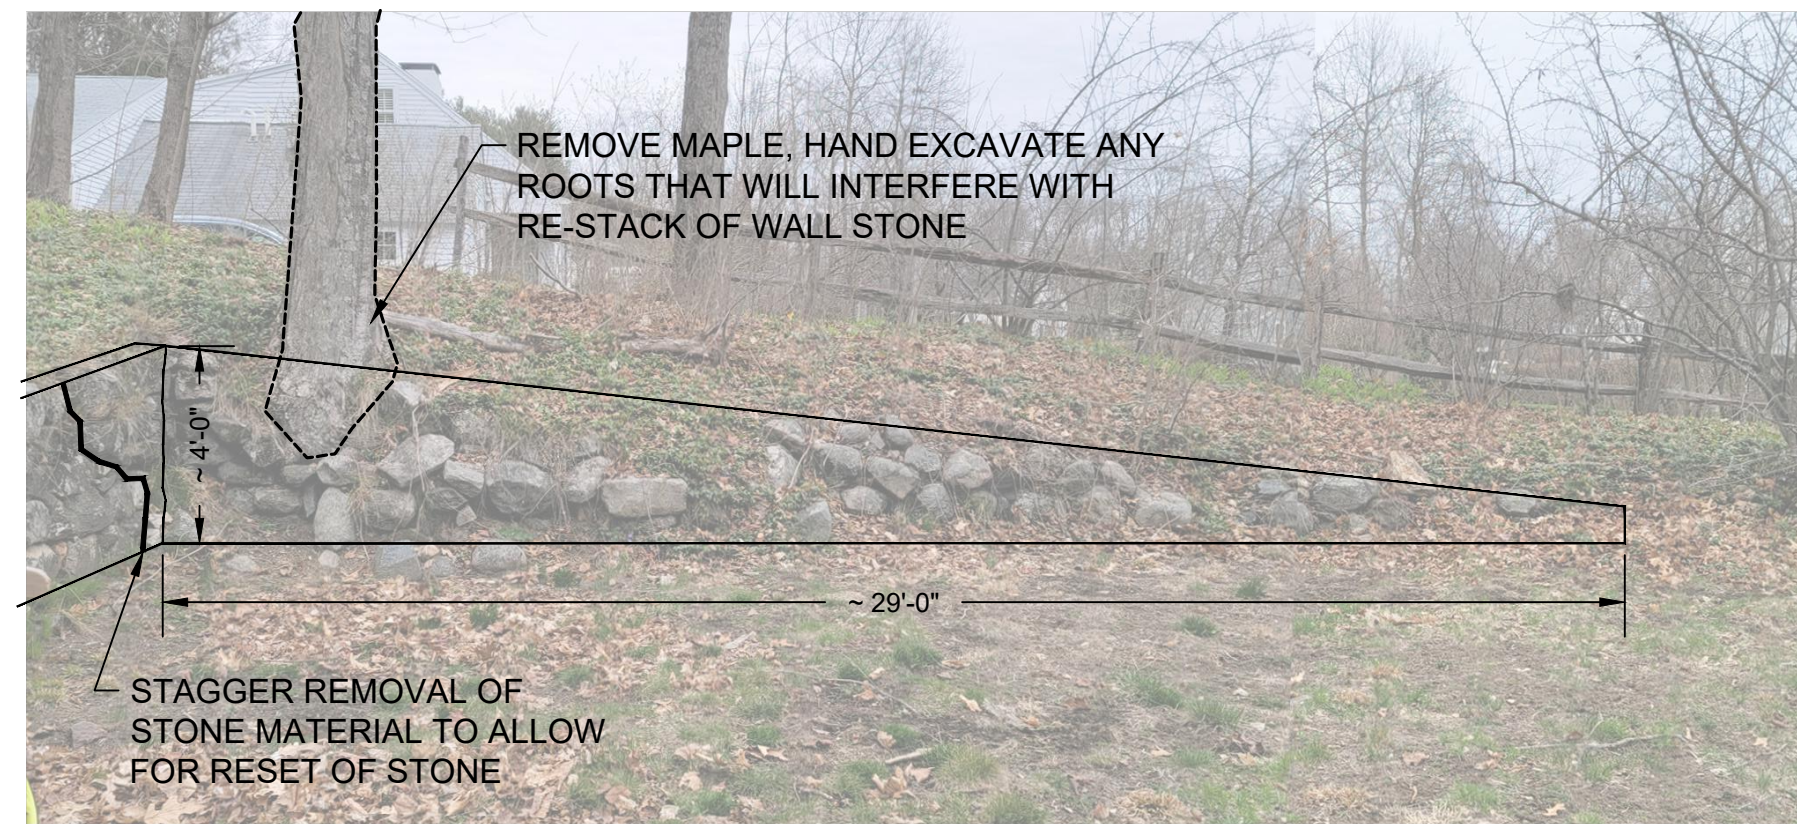 REMOVE MAPLE, HAND EXCAVATE ANY
ROOTS THAT WILL INTERFERE WITH
RE-STACK OF WALL STONE
~ 4'-0"
~ 29'-0"
STAGGER REMOVAL OF
STONE MATERIAL TO ALLOW
FOR RESET OF STONE